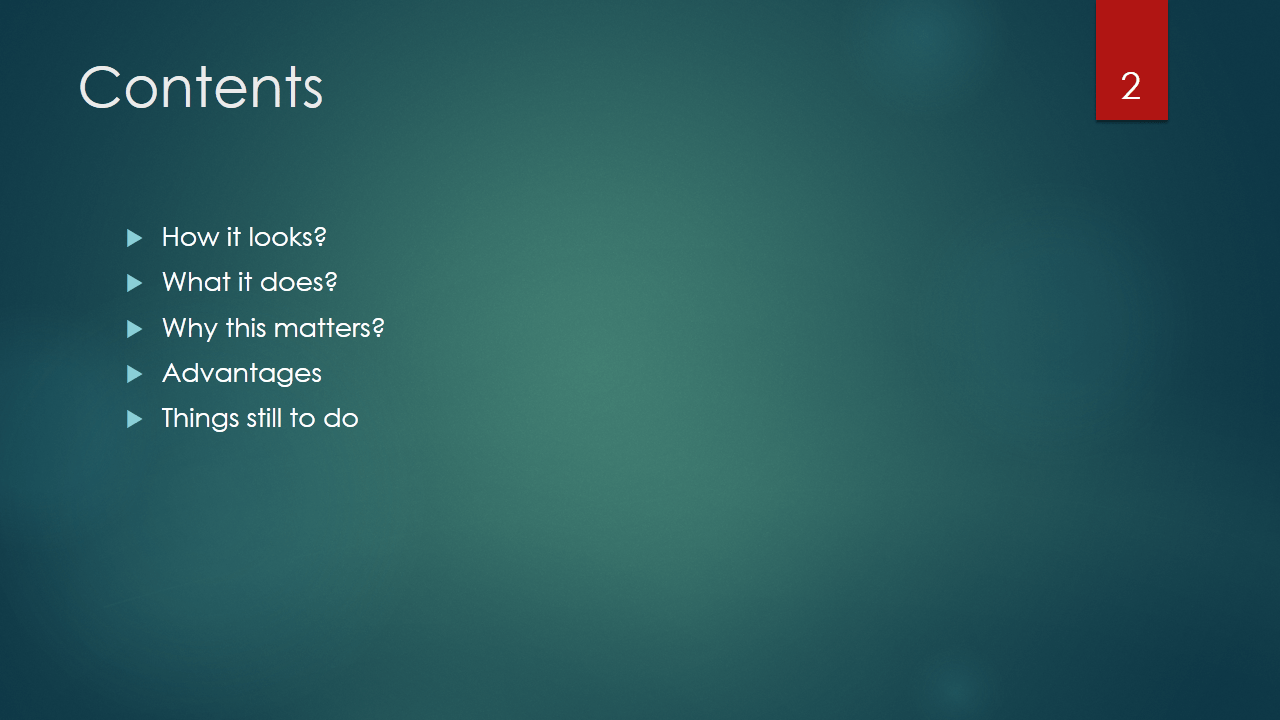 Contents
2
How it looks?
What it does?
Why this matters?
Advantages
Things still to do